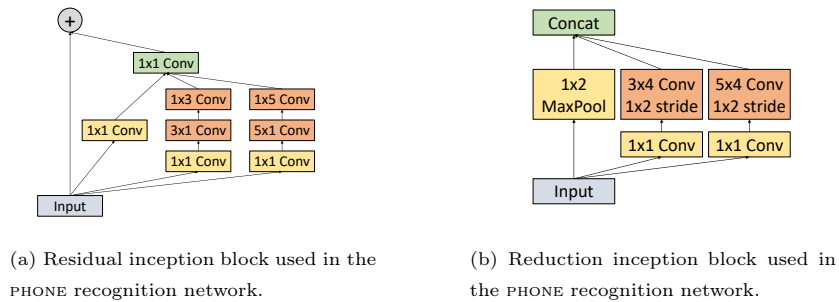 +
1x1 Conv
1x3 Conv
1x5 Conv
1x1 Conv
3x1 Conv
5x1 Conv
1x1 Conv
1x1 Conv
Input
(a) Residual inception block used in the
PHONE recognition network.
Concat
1x2
MaxPool
3x4 Conv
1x2 stride
5x4 Conv
1x2 stride
1x1 Conv
1x1 Conv
Input
(b) Reduction inception block used in
the PHONE recognition network.